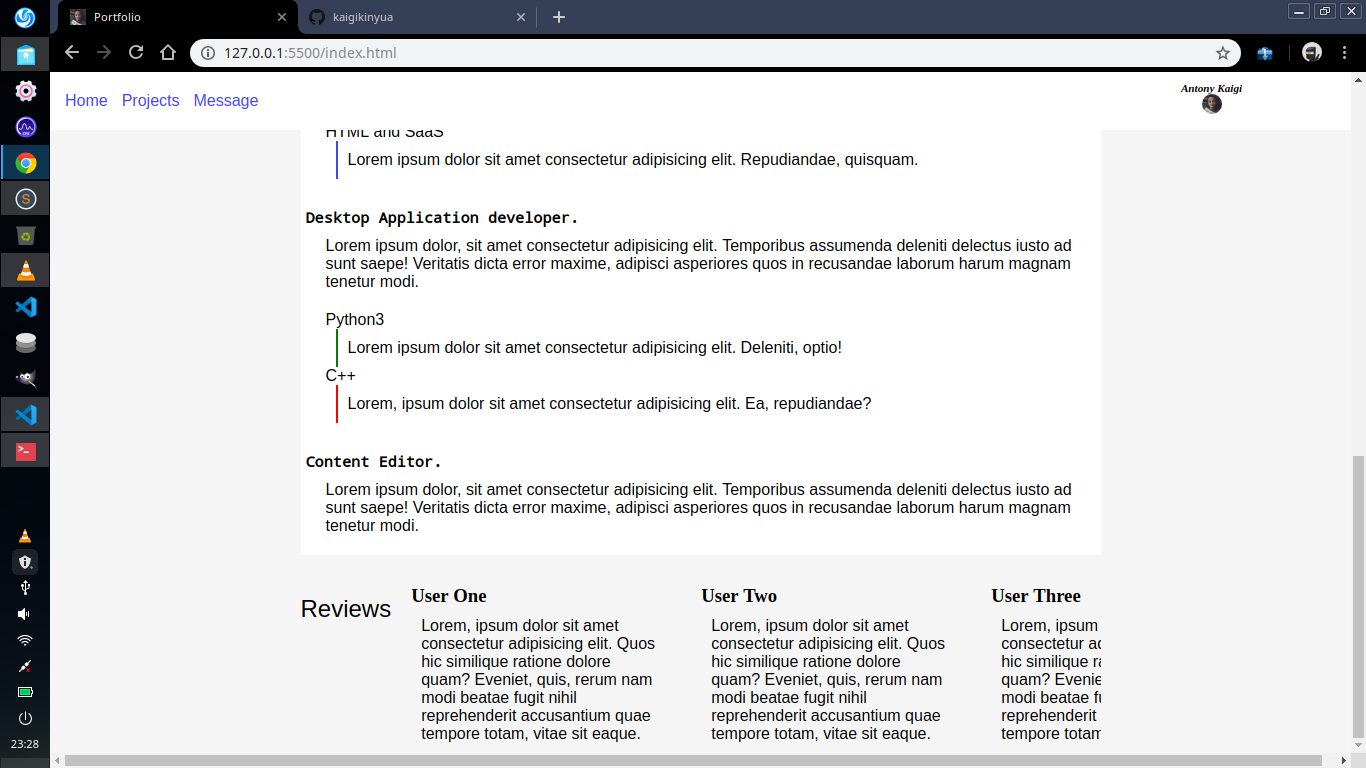 Portfolio
kaigikinyua
127.0.0.1:5500/index.html
Home Projects Message
Antony Kaigi
HTML and SaaS
Lorem ipsum dolor sit amet consectetur adipisicing elit. Repudiandae, quisquam.
Desktop Application developer.
Lorem ipsum dolor, sit amet consectetur adipisicing elit. Temporibus assumenda deleniti delectus iusto ad
sunt saepe! Veritatis dicta error maxime, adipisci asperiores quos in recusandae laborum harum magnam
tenetur modi.
Python3
Lorem ipsum dolor sit amet consectetur adipisicing elit. Deleniti, optio!
C++
Lorem, ipsum dolor sit amet consectetur adipisicing elit. Ea, repudiandae?
Content Editor.
Lorem ipsum dolor, sit amet consectetur adipisicing elit. Temporibus assumenda deleniti delectus iusto ad
sunt saepe! Veritatis dicta error maxime, adipisci asperiores quos in recusandae laborum harum magnam
tenetur modi.
Reviews
User One
Lorem, ipsum dolor sit amet
consectetur adipisicing elit. Quos
hic similique ratione dolore
quam? Eveniet, quis, rerum nam
modi beatae fugit nihil
reprehenderit accusantium quae
tempore totam, vitae sit eaque.
User Two
Lorem, ipsum dolor sit amet
consectetur adipisicing elit. Quos
hic similique ratione dolore
quam? Eveniet, quis, rerum nam
modi beatae fugit nihil
reprehenderit accusantium quae
tempore totam, vitae sit eaque.
User Three
Lorem, ipsum
consectetur
hic similique
quam?
modi beatae
reprehenderit
tempore totam
23:28